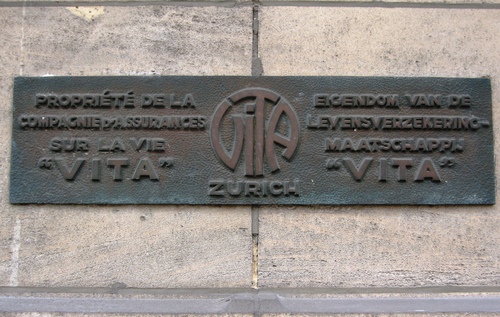 PROPRIÉTÉ DE LA
COMPAGNIE D'ASSURANCES
SUR LA VIE
"VITA"
VITA
ZURICH
EIGENDOM VAN DE
LEVENSVERZEKERING-
MAATSCHAPPIJ
"VITA"